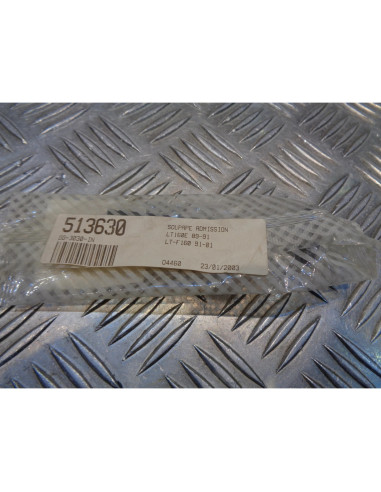 513630
SOUPAPE ADMISSION
LT160E 89-91
LT-F160 91-01
04460 23/01/2003